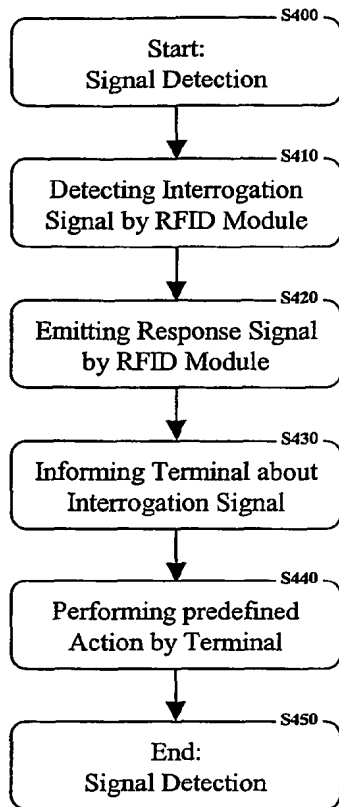 S400
Start:
Signal Detection
S410
Detecting Interrogation
Signal by RFID Module
S420
Emitting Response Signal
by RFID Module
S430
Informing Terminal about
Interrogation Signal
S440
Performing predefined
Action by Terminal
S450
End:
Signal Detection